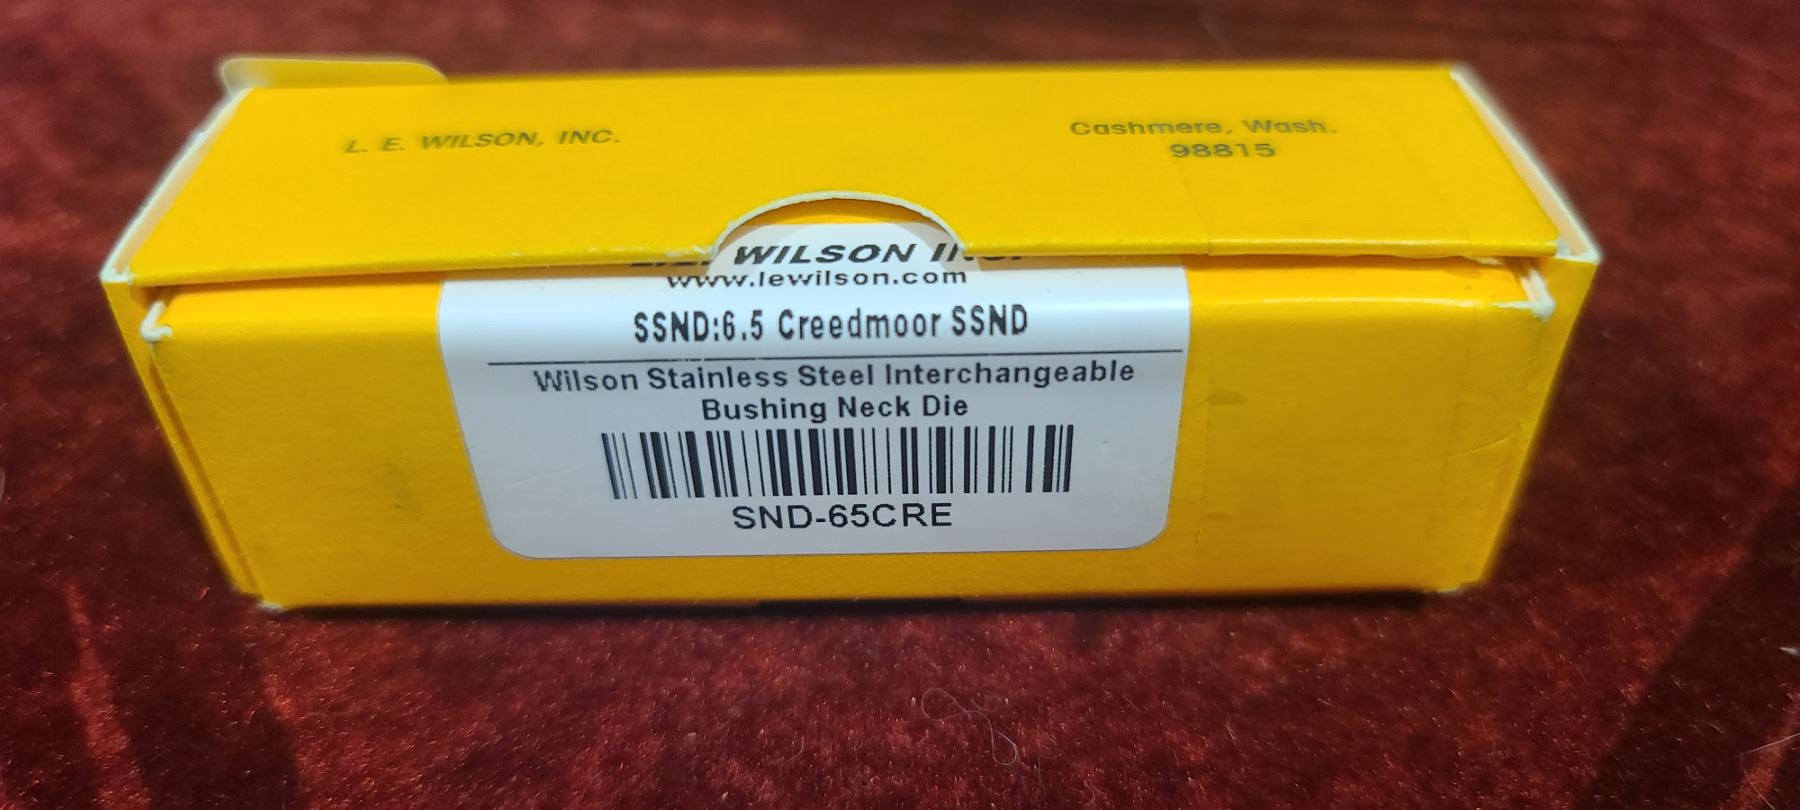 L. E. WILSON, INC.
Cashmere, Wash.
98815
WILSON
www.lewilson.com
SSND:6.5 Creedmoor SSND
Wilson Stainless Steel Interchangeable
Bushing Neck Die
SND-65CRE